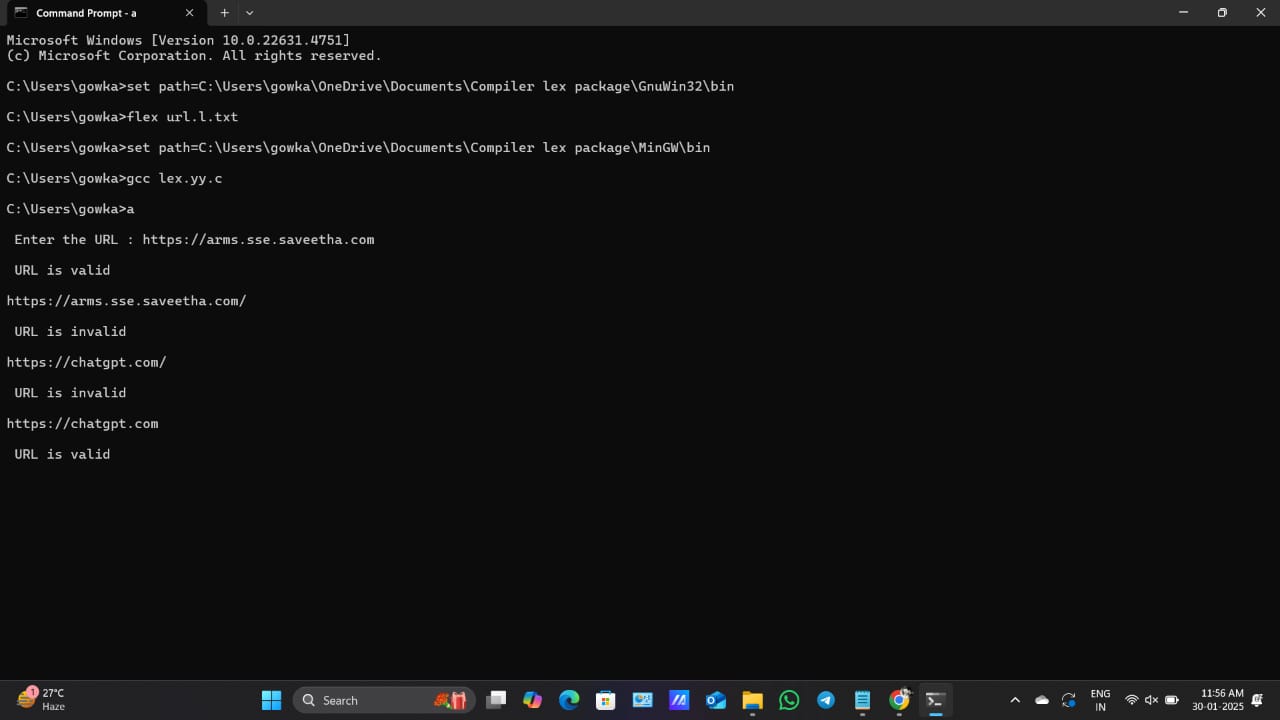 Command Prompt - a
Microsoft Windows [Version 10.0.22631.4751]
(c) Microsoft Corporation. All rights reserved.
C:\Users\gowka>set path=C:\Users\gowka\OneDrive\Documents\Compiler lex package\GnuWin32\bin
C:\Users\gowka>flex url.l.txt
C:\Users\gowka>set path=C:\Users\gowka\OneDrive\Documents\Compiler lex package\MinGW\bin
C:\Users\gowka>gcc lex.yy.c
C:\Users\gowka>a
Enter the URL : https://arms.sse.saveetha.com
URL is valid
https://arms.sse.saveetha.com/
URL is invalid
https://chatgpt.com/
URL is invalid
https://chatgpt.com
URL is valid
1
27°C
Haze
Search
ENG
IN
11:56 AM
30-01-2025